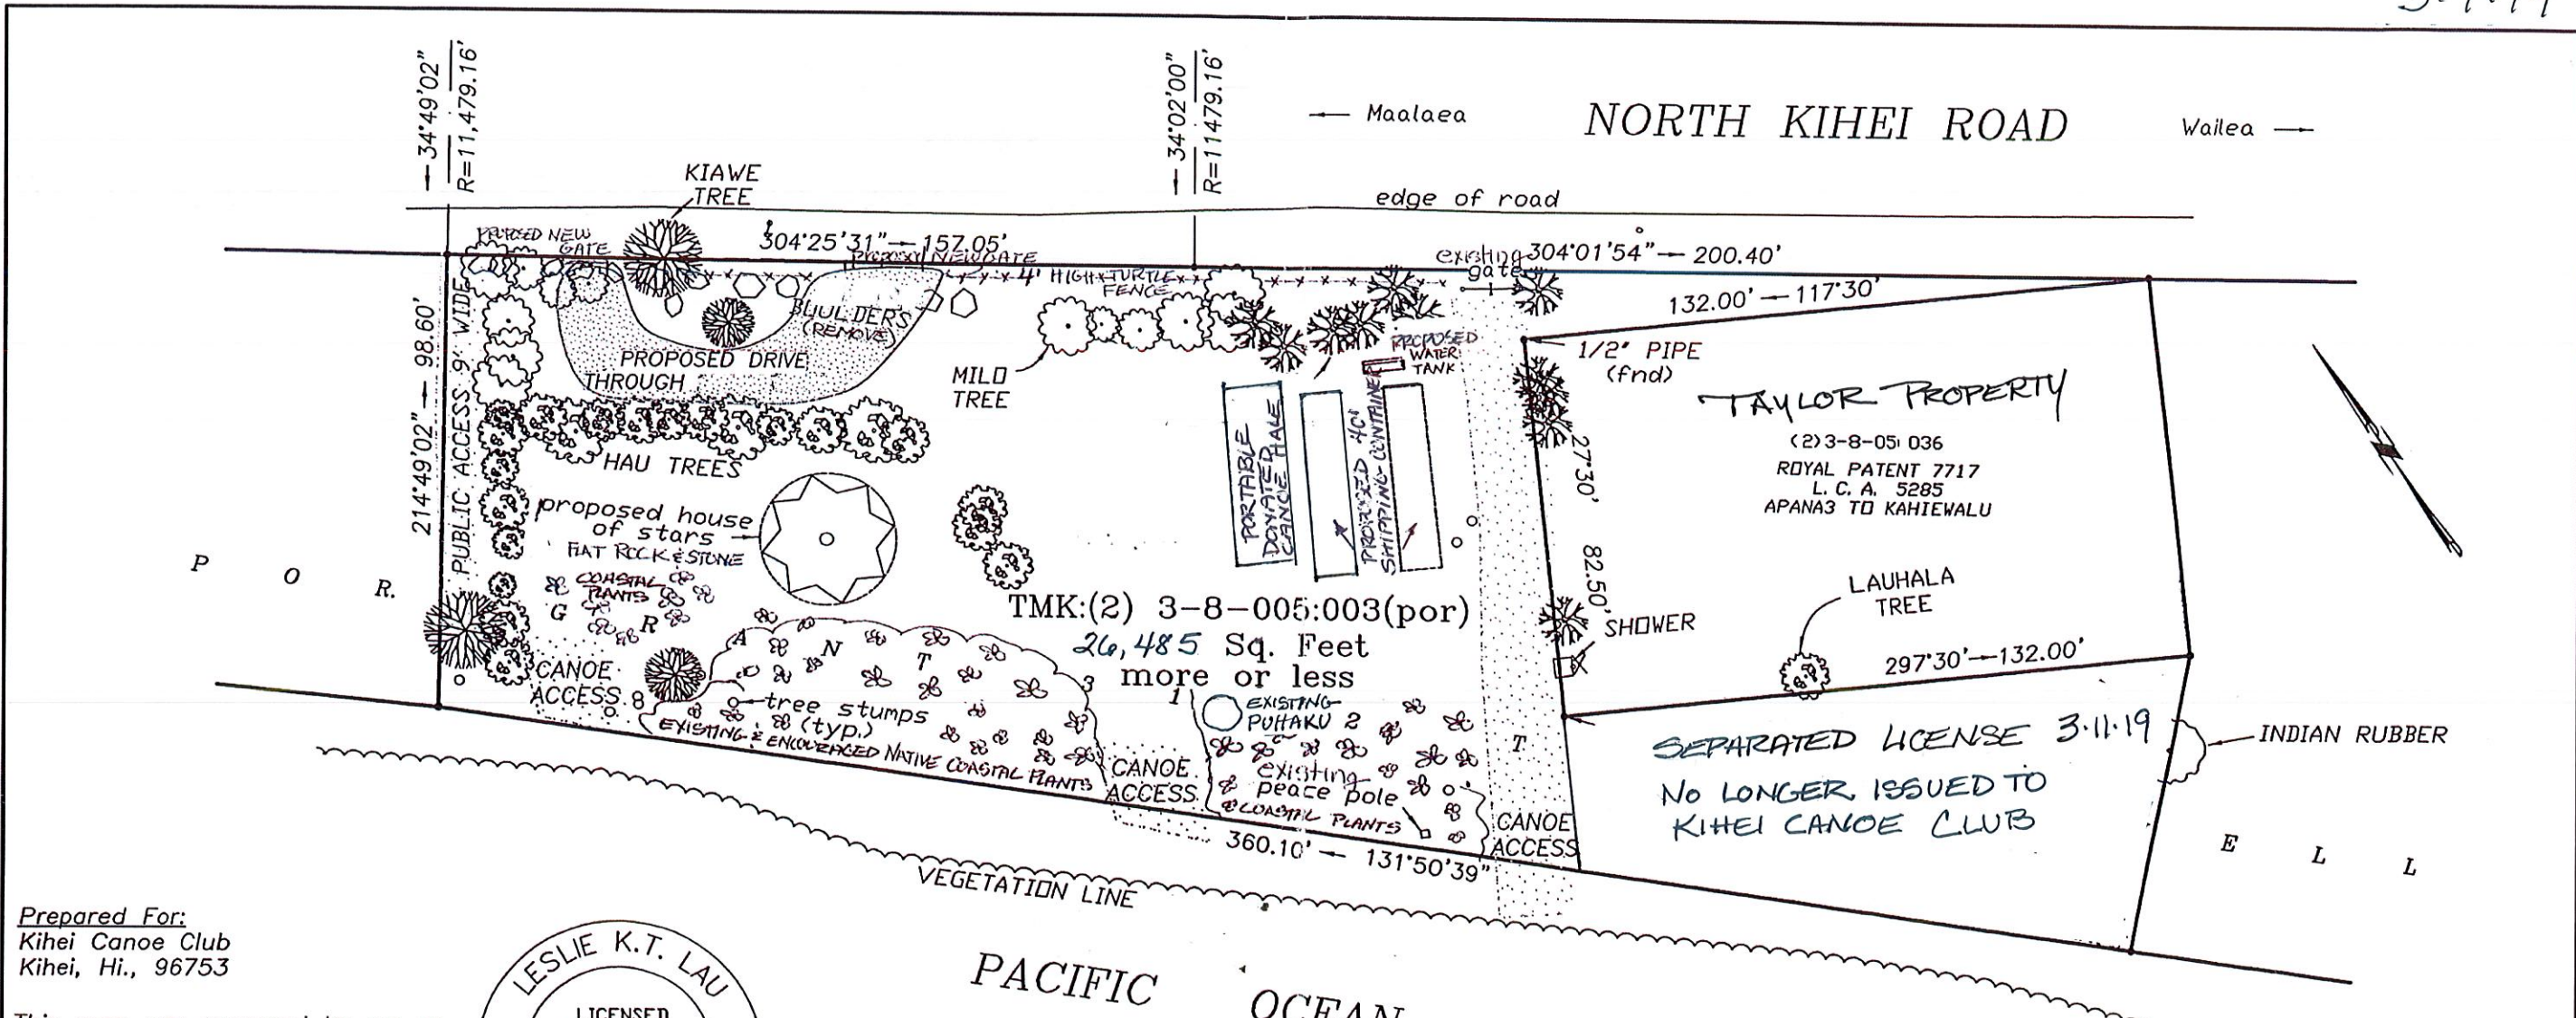 34°49'02"
R=11,479.16'
34°02'00"
R=11479.16'
Maalaea
NORTH KIHEI ROAD
Wailea
KIAWE
TREE
edge of road
PROPOSED NEW
GATE
304°25'31" 157.05'
PROPOSED NEW GATE
4' HIGH TURTLE
FENCE
existing
gate
304°01'54" 200.40'
132.00' 117°30'
BOULDERS
(REMOVE)
PROPOSED DRIVE
THROUGH
MILO
TREE
PROPOSED
WATER
TANK
1/2" PIPE
(fnd)
TAYLOR PROPERTY
(2)3-8-05: 036
ROYAL PATENT 7717
L. C. A. 5285
APANA3 TO KAHIEWALU
214°49'02" 98.60'
PUBLIC ACCESS 9' WIDE
HAU TREES
PORTABLE
DONATED
CANOE HALE
PROPOSED 40'
SHIPPING CONTAINER
27°30' 82.50'
proposed house
of stars
FLAT ROCK & STONE
COASTAL
PLANTS
P O R.
G R A N T
TMK:(2) 3-8-005:003(por)
26,485 Sq. Feet
more or less
SHOWER
LAUHALA
TREE
297°30' 132.00'
CANOE
ACCESS
8
3
1
tree stumps
(typ.)
EXISTING & ENCOURAGED NATIVE COASTAL PLANTS
EXISTING
PUHAKU 2
T
CANOE
ACCESS
existing
peace pole
& COASTAL PLANTS
CANOE
ACCESS
SEPARATED LICENSE 3.11.19
NO LONGER ISSUED TO
KIHEI CANOE CLUB
INDIAN RUBBER
E L L
360.10' 131°50'39"
VEGETATION LINE
Prepared For:
Kihei Canoe Club
Kihei, Hi., 96753
LESLIE K.T. LAU
LICENSED
PACIFIC OCEAN